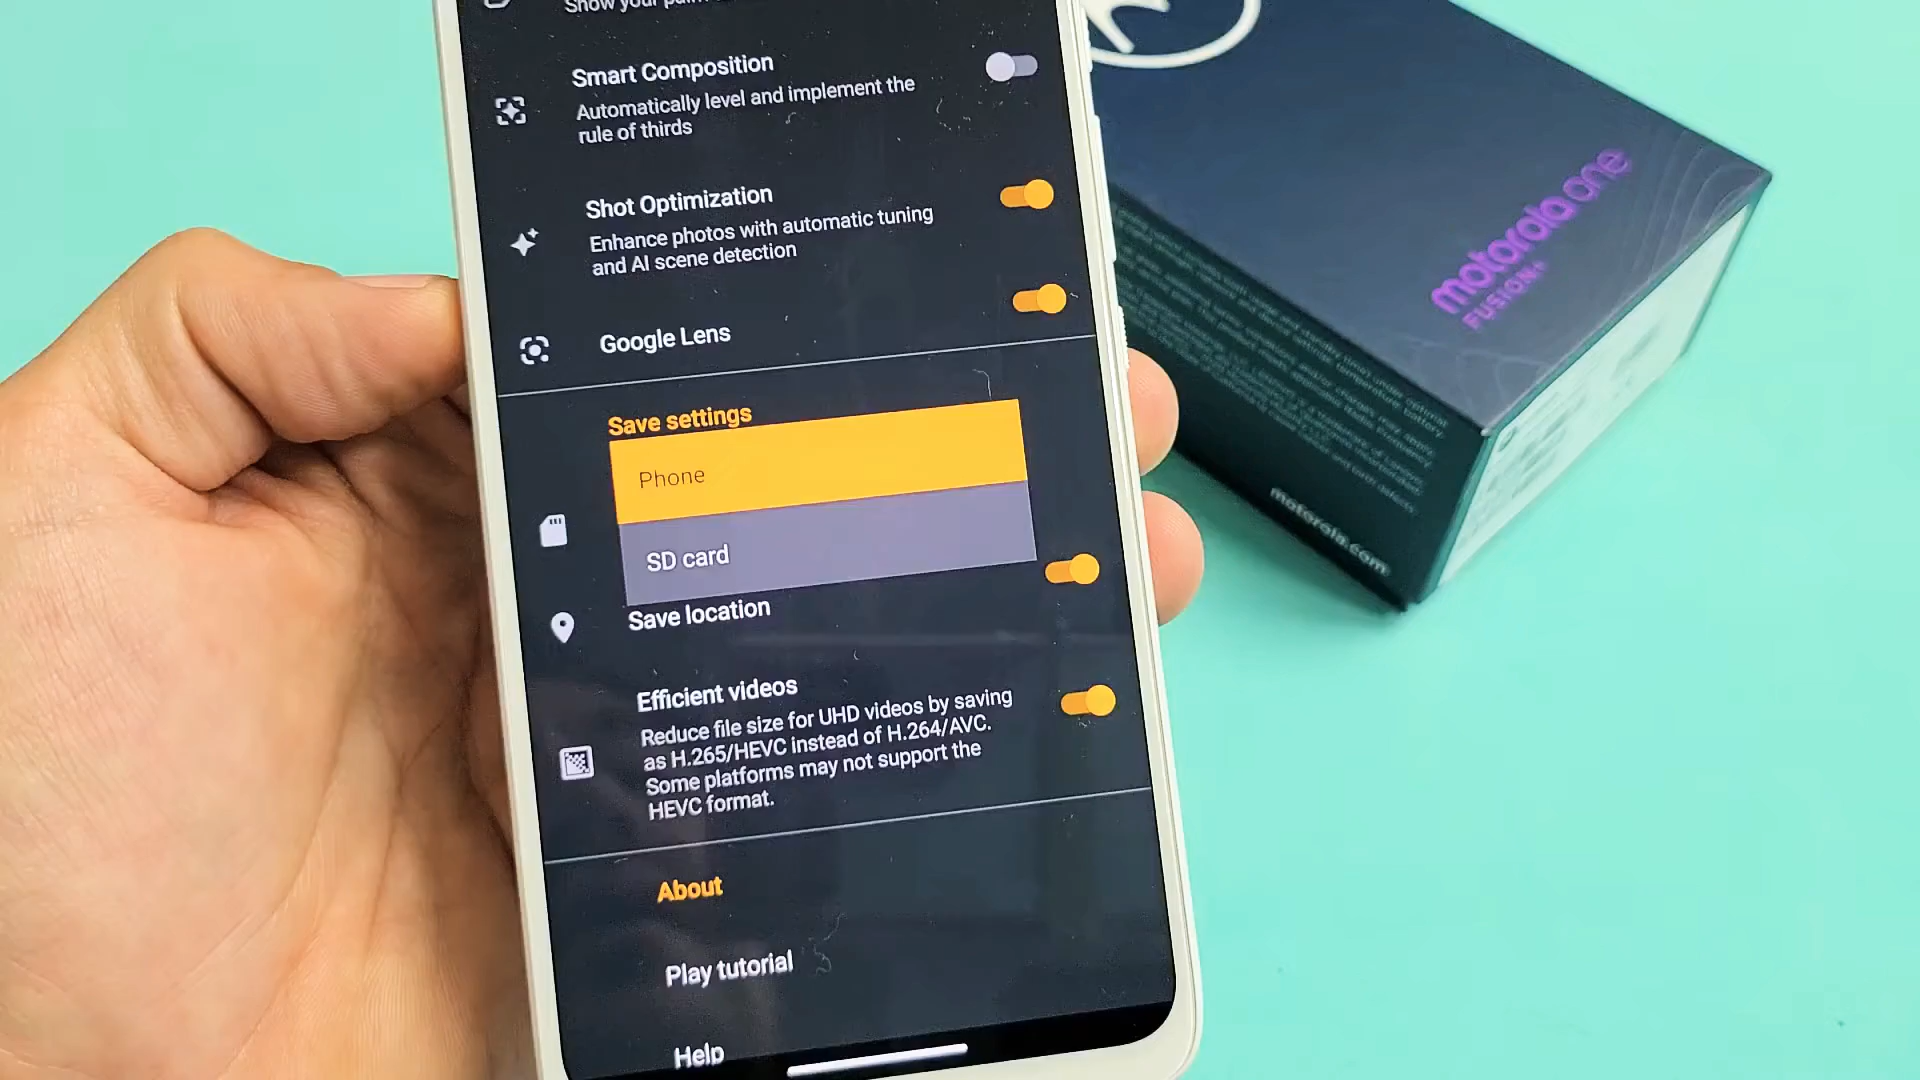 Show your palm
Smart Composition
Automatically level and implement the
rule of thirds
Shot Optimization
Enhance photos with automatic tuning
and AI scene detection
Google Lens
Save settings
Phone
SD card
Save location
Efficient videos
Reduce file size for UHD videos by saving
as H.265/HEVC instead of H.264/AVC.
Some platforms may not support the
HEVC format.
About
Play tutorial
Help
motorola one
FUSION+
motorola.com